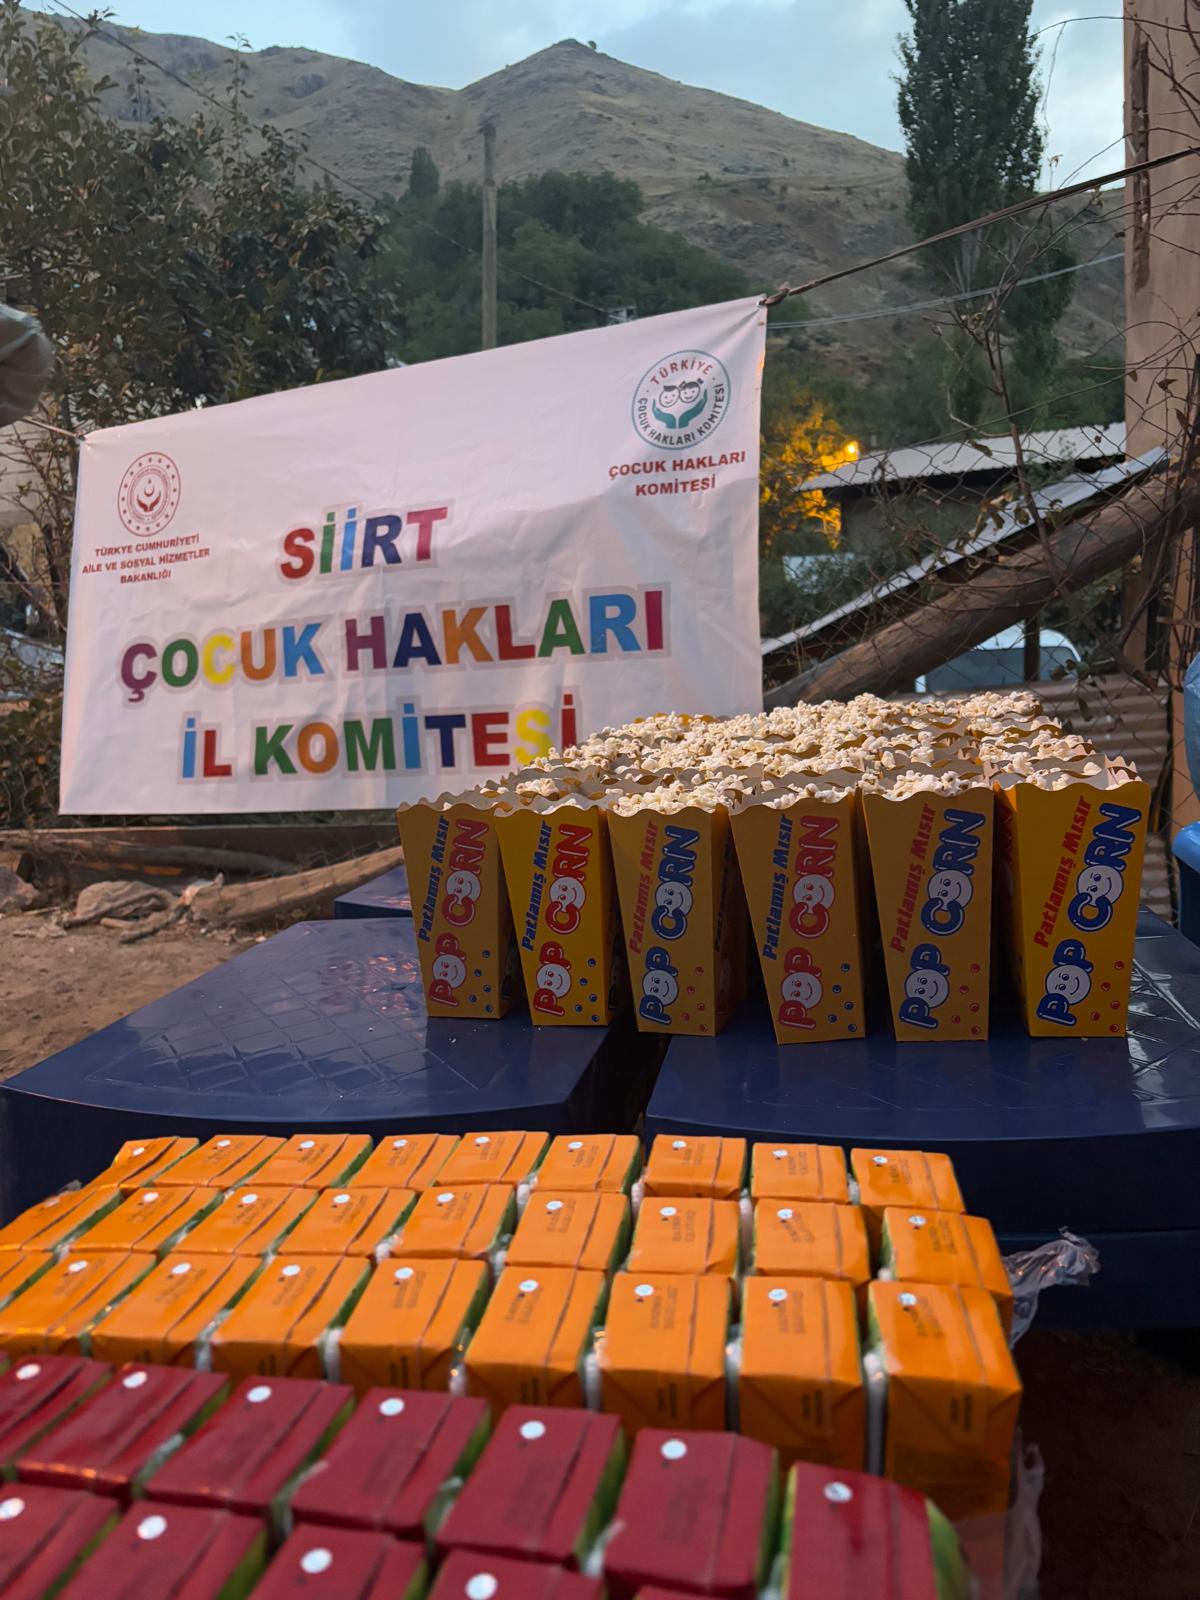 TÜRKİYE
ÇOCUK HAKLARI KOMİTESİ
ÇOCUK HAKLARI
KOMİTESİ
TÜRKYE CUMHURİYETİ
AİLE VE SOSYAL HİZMETLER
BAKANLIĞI
SİİRT
ÇOCUK HAKLARI
İL KOMİTESİ
Patlamış Mısır
POP CORN
Patlamış Mısır
POP CORN
Patlamış Mısır
POP CORN
Patlamış Mısır
POP CORN
Patlamış Mısır
POP CORN
Patlamış Mısır
POP CORN